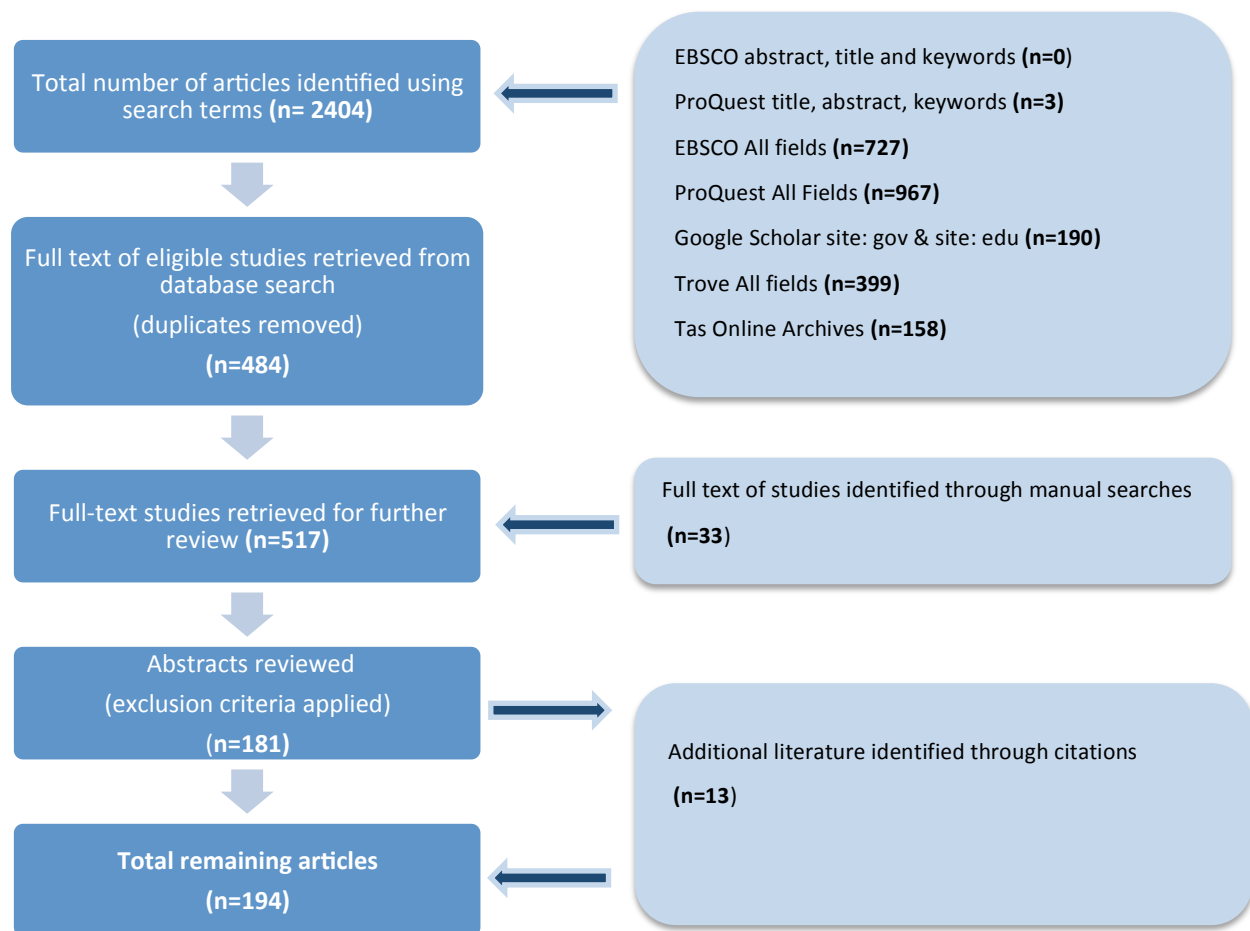 Total number of articles identified using
search terms (n= 2404)
EBSCO abstract, title and keywords (n=0)
ProQuest title, abstract, keywords (n=3)
EBSCO All fields (n=727)
ProQuest All Fields (n=967)
Google Scholar site: gov & site: edu (n=190)
Trove All fields (n=399)
Tas Online Archives (n=158)
Full text of eligible studies retrieved from
database search
(duplicates removed)
(n=484)
Full-text studies retrieved for further
review (n=517)
Full text of studies identified through manual searches
(n=33)
Abstracts reviewed
(exclusion criteria applied)
(n=181)
Additional literature identified through citations
(n=13)
Total remaining articles
(n=194)